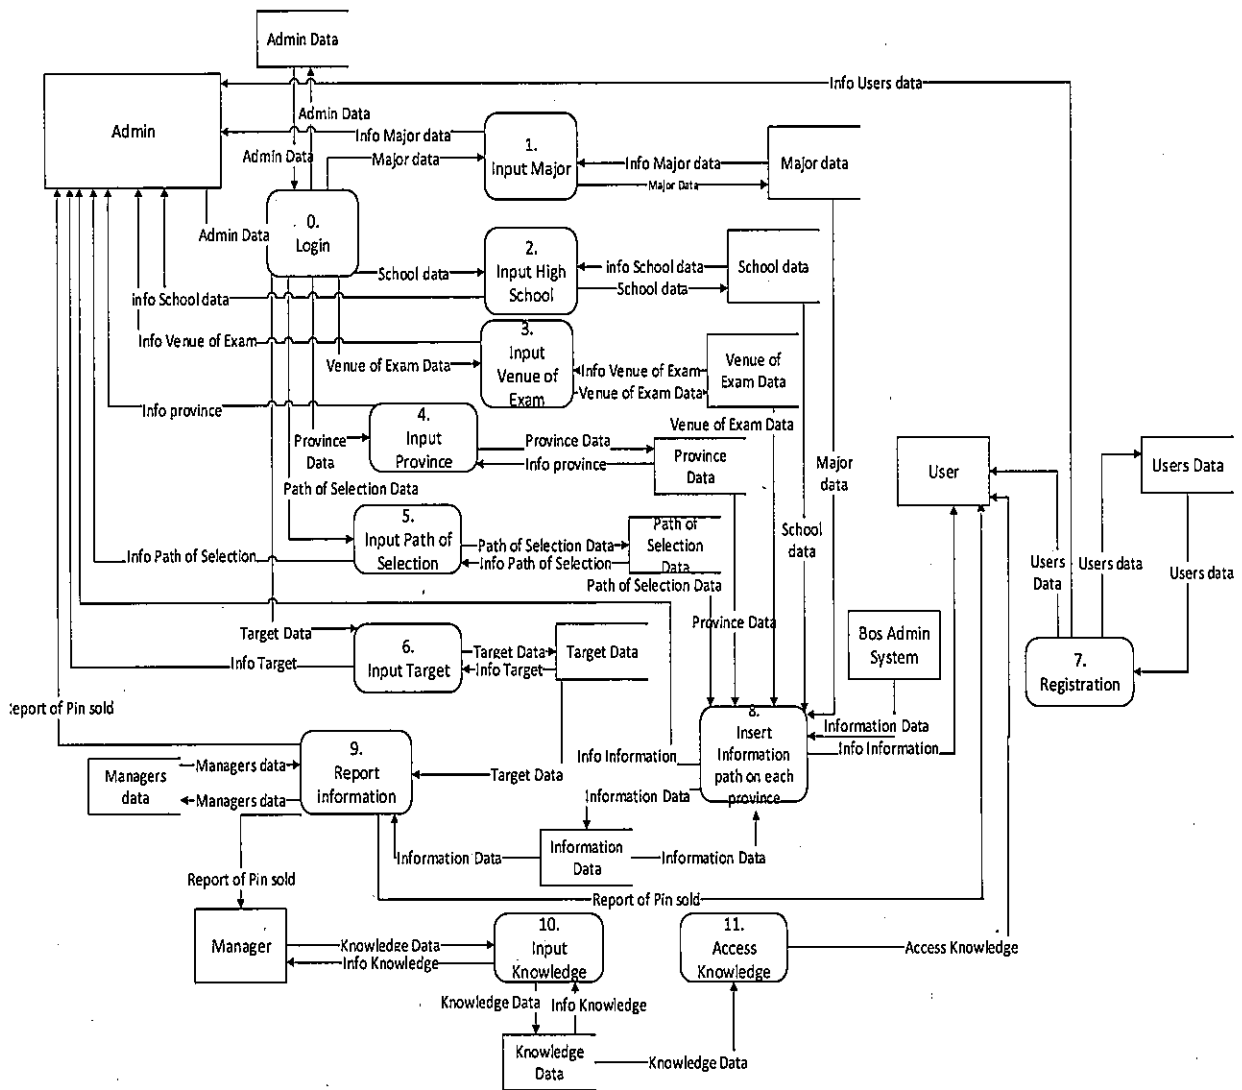 Admin Data
Info Users data
Admin
Admin Data
Info Major data
1.
Input Major
Info Major data
Major data
Admin Data
Major data
Major Data
0.
Login
Admin Data
2.
Input High
School
School data
info School data
School data
School data
info School data
3.
Input
Venue of
Exam
Info Venue of Exam
Venue of Exam Data
Info Venue of Exam
Venue of Exam Data
Venue of
Exam Data
Info province
4.
Input
Province
Province
Data
Province Data
Info province
Province
Data
Venue of Exam Data
Major
data
User
Users Data
Path of Selection Data
5.
Input Path of
Selection
Info Path of Selection
Path of Selection Data
Info Path of Selection
Path of
Selection
Data
Path of Selection Data
School
data
Users
Data
Users data
Users data
Province Data
Target Data
6.
Input Target
Info Target
Target Data
Info Target
Target Data
Bos Admin
System
7.
Registration
Report of Pin sold
8.
Insert
Information
path on each
province
Information Data
Info Information
Info Information
9.
Report
information
Target Data
Managers
data
Managers data
Managers data
Information Data
Information Data
Information
Data
Information Data
Report of Pin sold
Report of Pin sold
Manager
Knowledge Data
Info Knowledge
10.
Input
Knowledge
11.
Access
Knowledge
Access Knowledge
Knowledge Data
Info Knowledge
Knowledge
Data
Knowledge Data